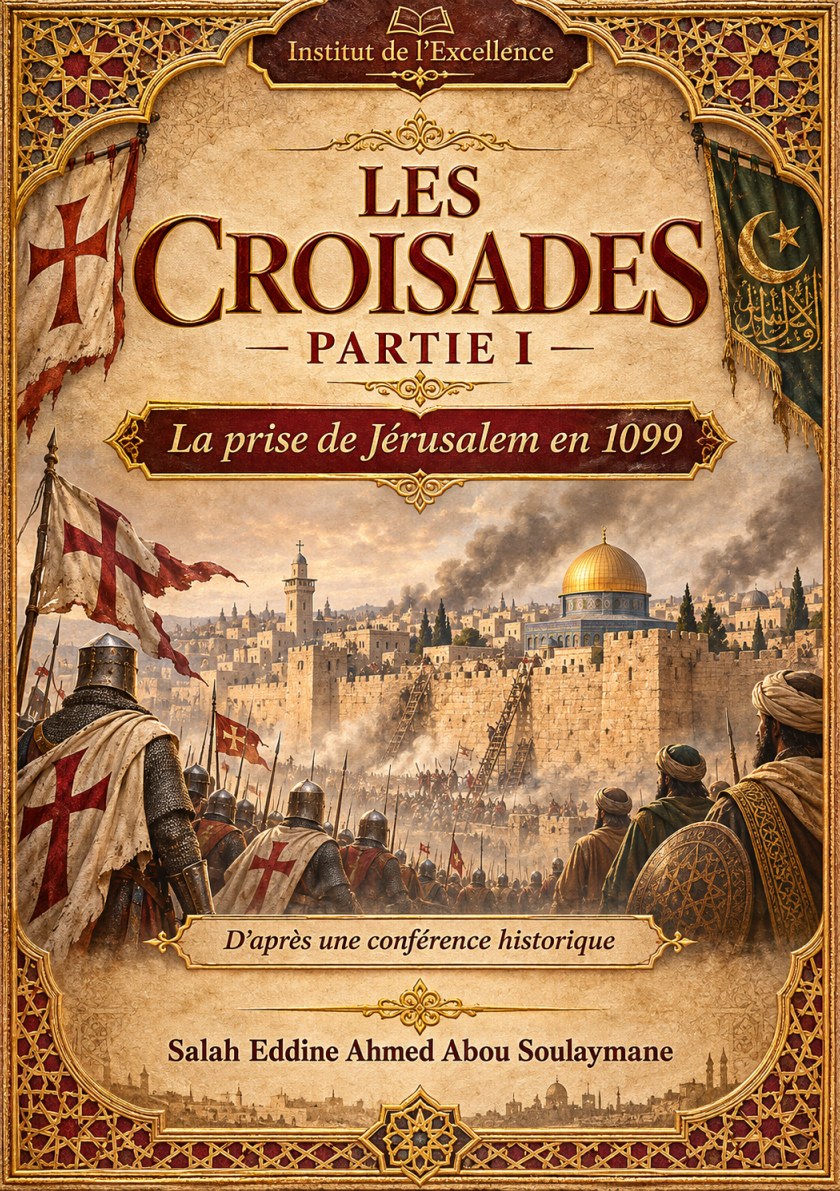 Institut de l'Excellence
LES
CROISADES
PARTIE I
La prise de Jérusalem en 1099
D'après une conférence historique
Salah Eddine Ahmed Abou Soulaymane